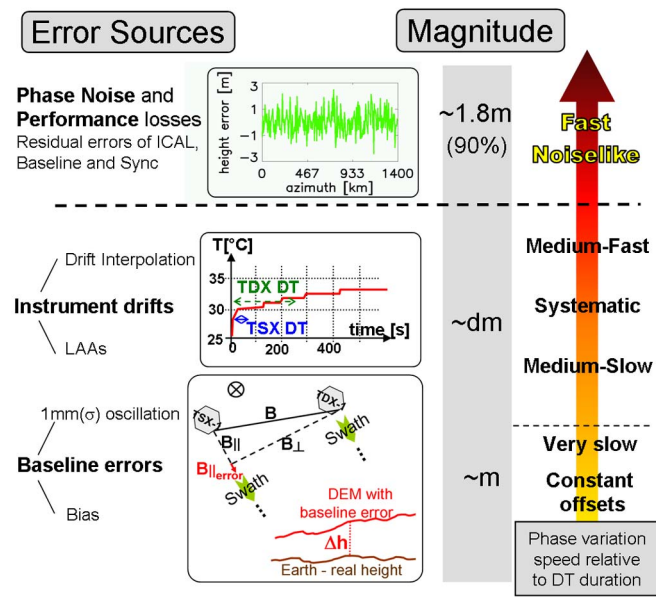 Error Sources
Magnitude
Phase Noise and
Performance losses
Residual errors of ICAL,
Baseline and Sync
height error [m]
3
1
-1
-3
0 467 933 1400
azimuth [km]
~1.8m
(90%)
Fast
Noiselike
Drift Interpolation
Instrument drifts
LAAs
T[°C]
35
30
25
TDX DT
TSX DT
time [s]
0 200 400
~dm
Medium-Fast
Systematic
Medium-Slow
1mm(σ) oscillation
Baseline errors
Bias
TSX-1
TDX-1
B
B||
B⊥
B||error
Swath
Swath
DEM with
baseline error
Δh
Earth - real height
~m
Very slow
Constant
offsets
Phase variation
speed relative
to DT duration